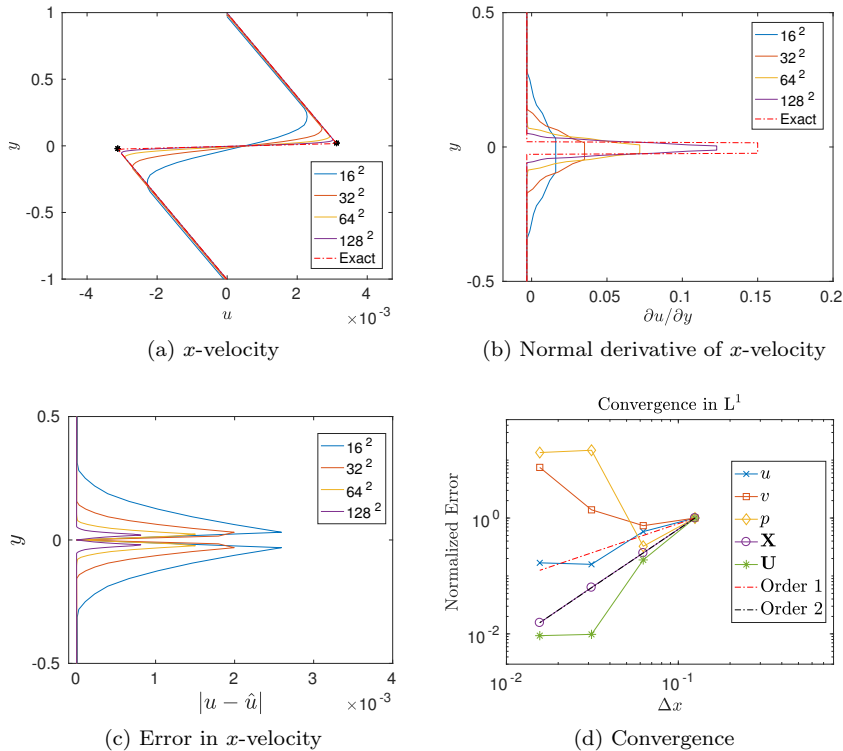 1
0.5
0
-0.5
-1
y
16 2
32 2
64 2
128 2
Exact
-4
-2
0
2
4
u
×10 -3
(a) x-velocity
0.5
0
-0.5
y
16 2
32 2
64 2
128 2
Exact
0
0.05
0.1
0.15
0.2
∂u/∂y
(b) Normal derivative of x-velocity
0.5
0
-0.5
y
16 2
32 2
64 2
128 2
0
1
2
3
4
|u − û|
×10 -3
(c) Error in x-velocity
Convergence in L1
Normalized Error
10 0
10 -2
u
v
p
X
U
Order 1
Order 2
10 -2
10 -1
Δx
(d) Convergence